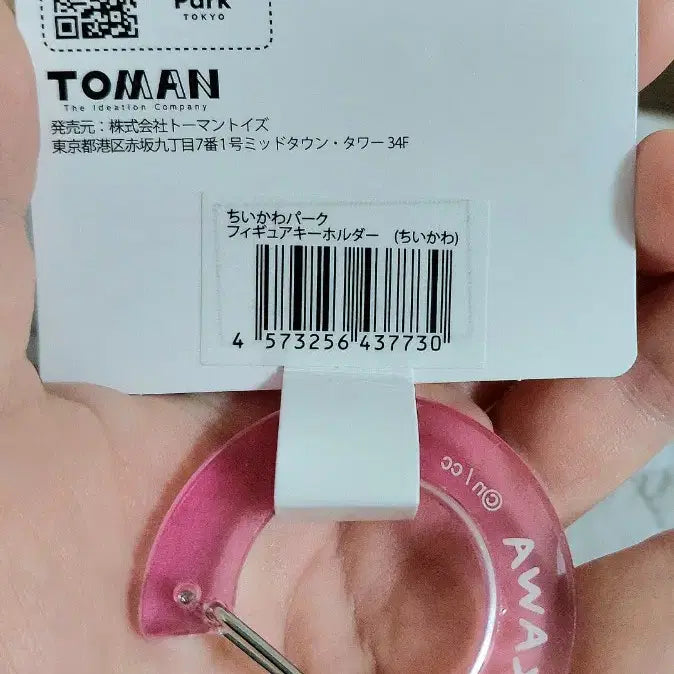 Park
TOKYO
TOMAN
The Ideation Company
発売元：株式会社トーマントイズ
東京都港区赤坂九丁目7番1号ミッドタウン・タワー 34F
ちいかわパーク
フィギュアキーホルダー　(ちいかわ)
4 573256 437730
©n/cc